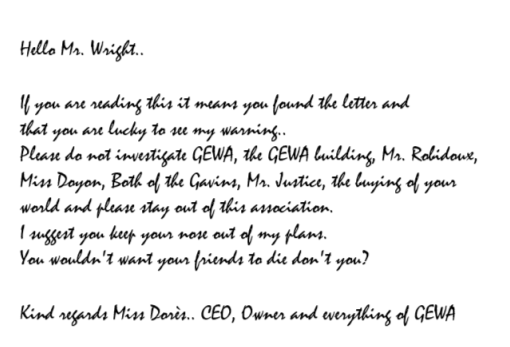 Hello Mr. Wright..
If you are reading this it means you found the letter and
that you are lucky to see my warning..
Please do not investigate GEWA, the GEWA building, Mr. Robidoux,
Miss Doyon, Both of the Gavins, Mr. Justice, the buying of your
world and please stay out of this association.
I suggest you keep your nose out of my plans.
You wouldn't want your friends to die don't you?
Kind regards Miss Dorès.. CEO, Owner and everything of GEWA